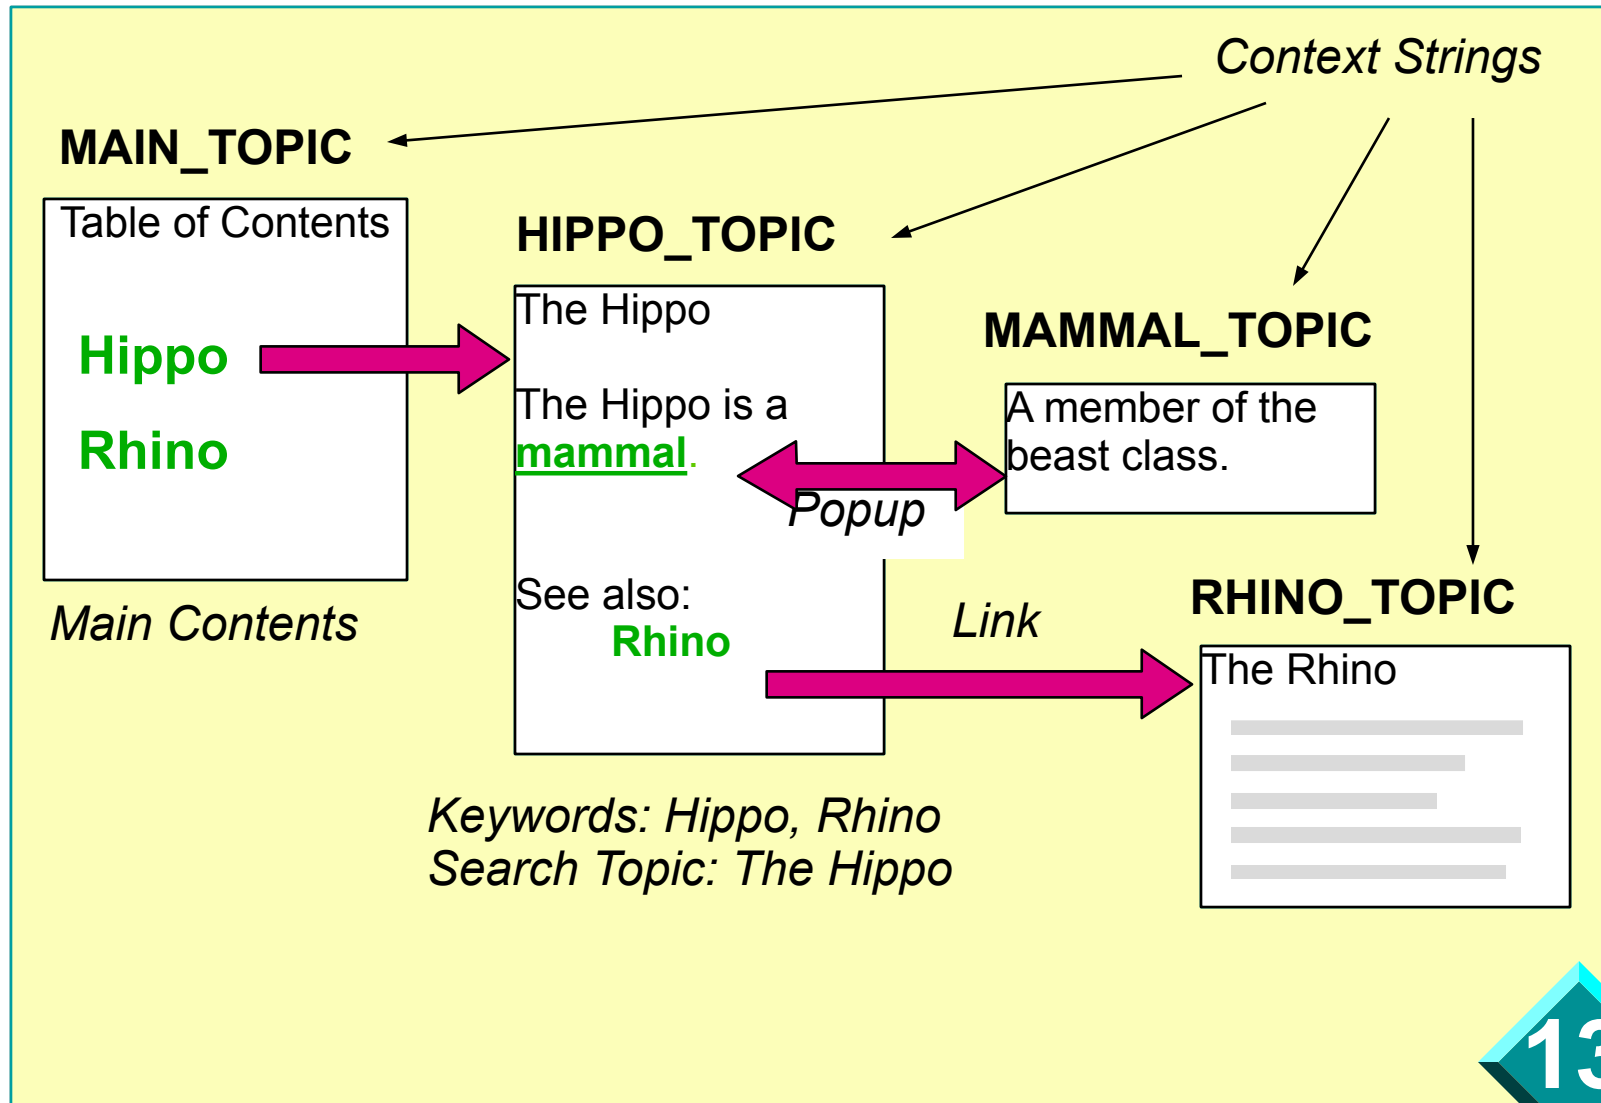 Context Strings
MAIN_TOPIC
Table of Contents
Hippo
Rhino
Main Contents
HIPPO_TOPIC
The Hippo
The Hippo is a
mammal.
See also:
Rhino
Popup
MAMMAL_TOPIC
A member of the
beast class.
Link
RHINO_TOPIC
The Rhino
Keywords: Hippo, Rhino
Search Topic: The Hippo
13